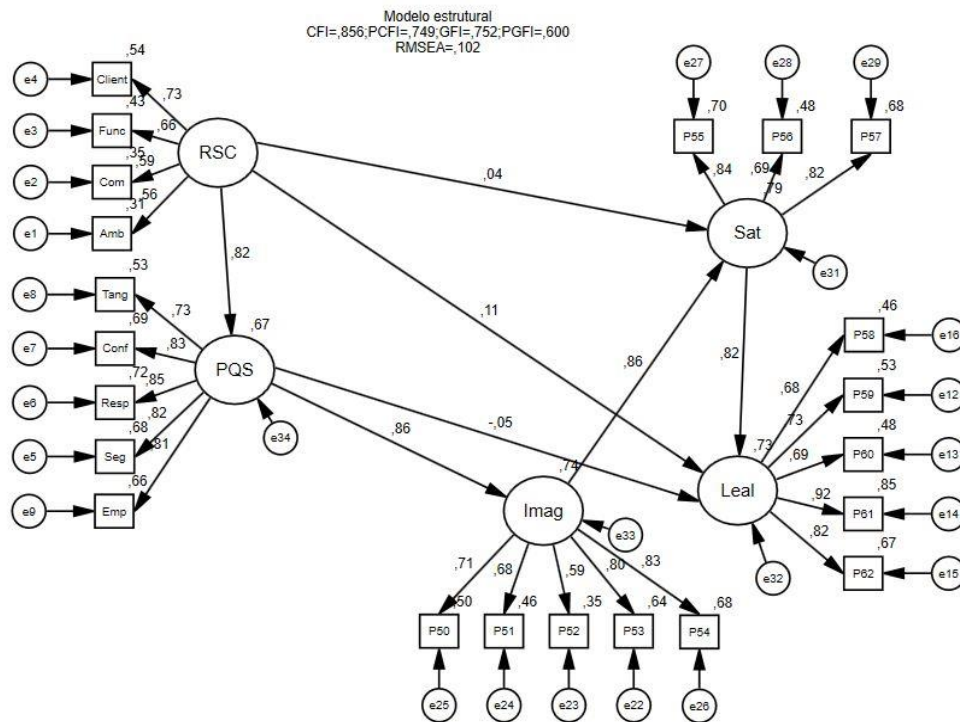 Modelo estrutural
CFI=,856;PCFI=,749;GFI=,752;PGFI=,600
RMSEA=,102
e4
Client
,54
,73
e3
Func
,43
,66
e2
Com
,35
,59
e1
Amb
,31
,56
RSC
,04
,11
,82
e8
Tang
,53
,73
e7
Conf
,69
,83
e6
Resp
,72
,85
e5
Seg
,68
,82
e9
Emp
,66
,81
PQS
,67
e34
,86
-,05
e27
e28
e29
,70
,48
,68
P55
P56
P57
,84
,69
,82
,79
Sat
e31
,86
,82
,74
Imag
e33
,71
,68
,59
,80
,83
,50
,46
,35
,64
,68
P50
P51
P52
P53
P54
e25
e24
e23
e22
e26
,73
Leal
e32
,68
,46
P58
e16
,73
,53
P59
e12
,69
,48
P60
e13
,92
,85
P61
e14
,82
,67
P62
e15